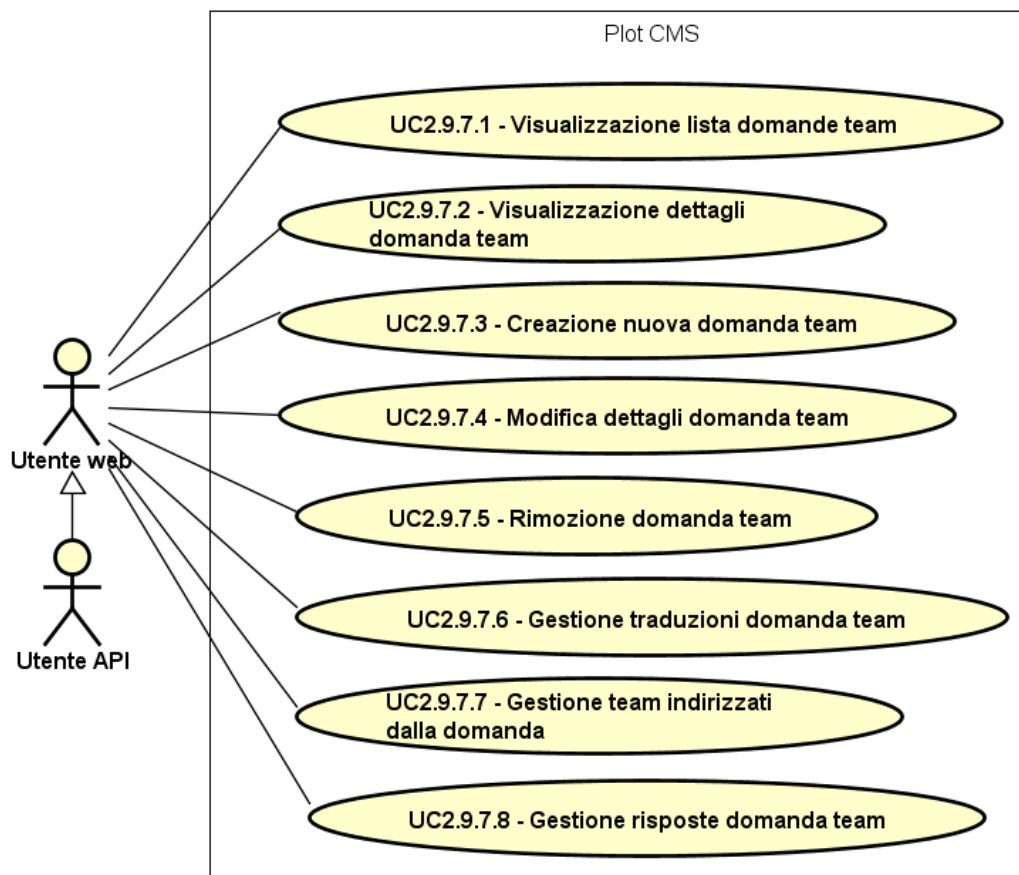 Plot CMS
UC2.9.7.1 - Visualizzazione lista domande team
UC2.9.7.2 - Visualizzazione dettagli
domanda team
UC2.9.7.3 - Creazione nuova domanda team
UC2.9.7.4 - Modifica dettagli domanda team
Utente web
UC2.9.7.5 - Rimozione domanda team
UC2.9.7.6 - Gestione traduzioni domanda team
Utente API
UC2.9.7.7 - Gestione team indirizzati
dalla domanda
UC2.9.7.8 - Gestione risposte domanda team